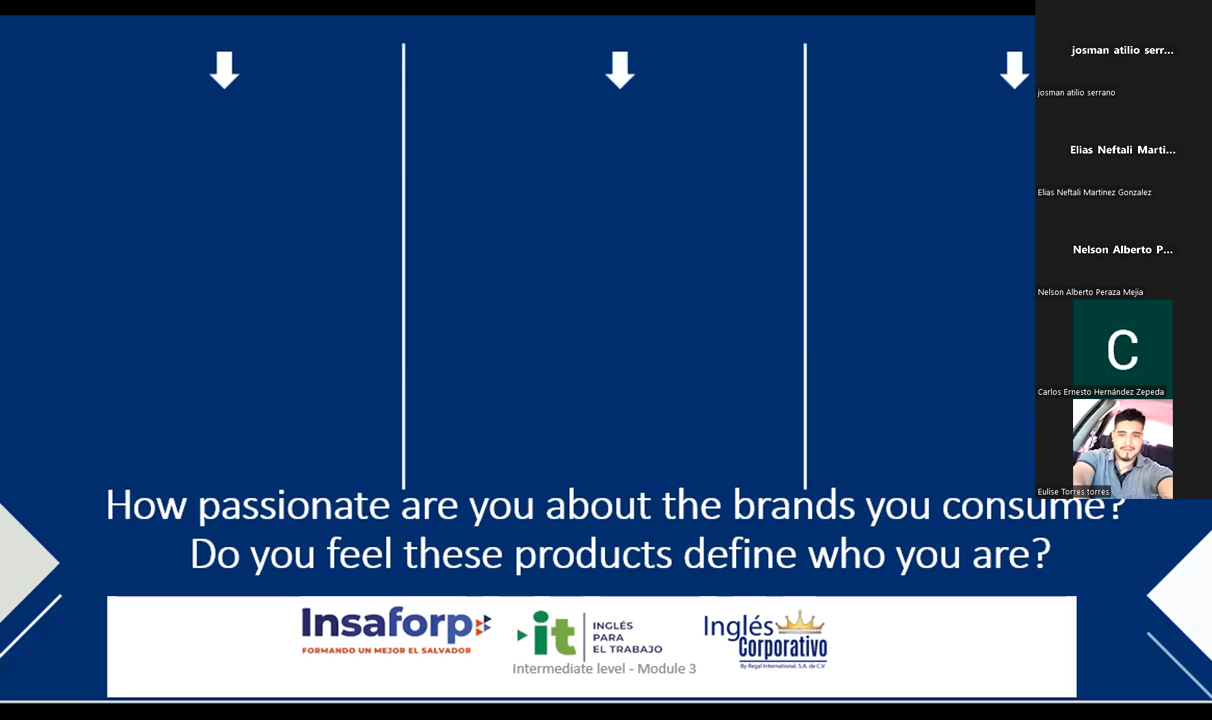 josman atilio serr...
josman atilio serrano
Elias Neftali Marti...
Elias Neftali Martinez Gonzalez
Nelson Alberto P...
Nelson Alberto Peraza Mejia
C
Carlos Ernesto Hernández Zepeda
Eulise Torres torres
How passionate are you about the brands you consume?
Do you feel these products define who you are?
Insaforp
FORMANDO UN MEJOR EL SALVADOR
it
INGLÉS
PARA
EL TRABAJO
Inglés
Corporativo
By Regal International, S.A. de C.V.
Intermediate level - Module 3